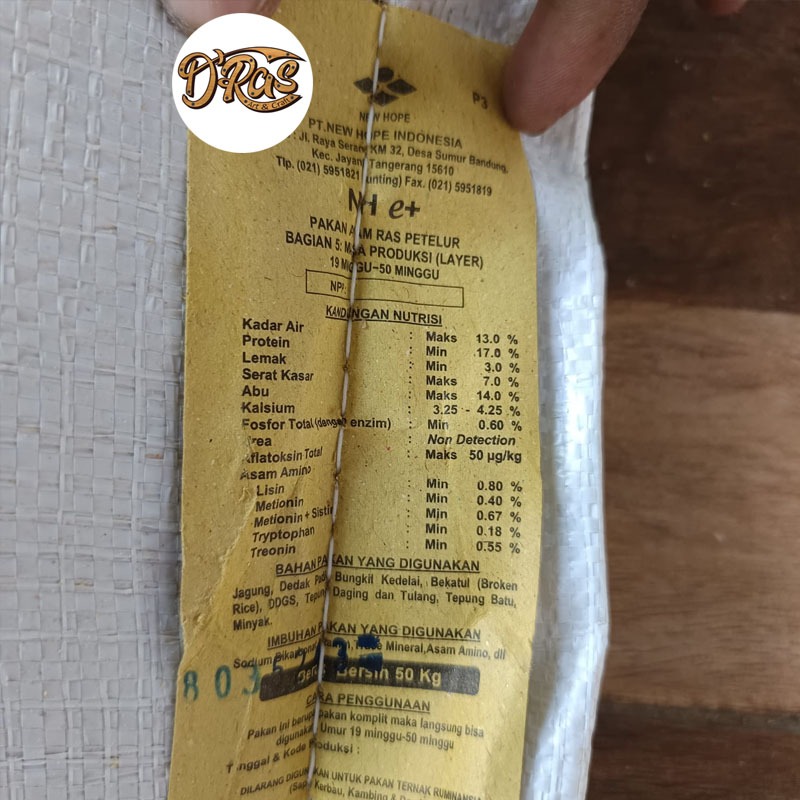 D'Ras
Art & Craft
P3
NEW HOPE
PT.NEW HOPE INDONESIA
: Jl. Raya Serang KM 32, Desa Sumur Bandung,
Kec. Jayanti Tangerang 15610
Tlp. (021) 5951821 (hunting) Fax. (021) 5951819
NH e+
PAKAN AYAM RAS PETELUR
BAGIAN 5: MASA PRODUKSI (LAYER)
19 MINGGU-50 MINGGU
KANDUNGAN NUTRISI
Kadar Air : Maks 13.0 %
Protein : Min 17.0 %
Lemak : Min 3.0 %
Serat Kasar : Maks 7.0 %
Abu : Maks 14.0 %
Kalsium : 3.25 - 4.25 %
Fosfor Total (dengan enzim) : Min 0.60 %
Urea : Non Detection
Aflatoksin Total : Maks 50 µg/kg
Asam Amino
Lisin : Min 0.80 %
Metionin : Min 0.40 %
Metionin + Sistin : Min 0.67 %
Tryptophan : Min 0.18 %
Treonin : Min 0.55 %
BAHAN PAKAN YANG DIGUNAKAN
Jagung, Dedak Padi, Bungkil Kedelai, Bekatul (Broken
Rice), DDGS, Tepung Daging dan Tulang, Tepung Batu,
Minyak.
IMBUHAN PAKAN YANG DIGUNAKAN
Sodium Bikarbonat, Mineral,Asam Amino, dll
8035
Berat Bersih 50 Kg
CARA PENGGUNAAN
Pakan ini berupa pakan komplit maka langsung bisa
digunakan Umur 19 minggu-50 minggu
Tanggal & Kode Produksi :
DILARANG DIGUNAKAN UNTUK PAKAN TERNAK RUMINANSIA
(Sapi, Kerbau, Kambing &